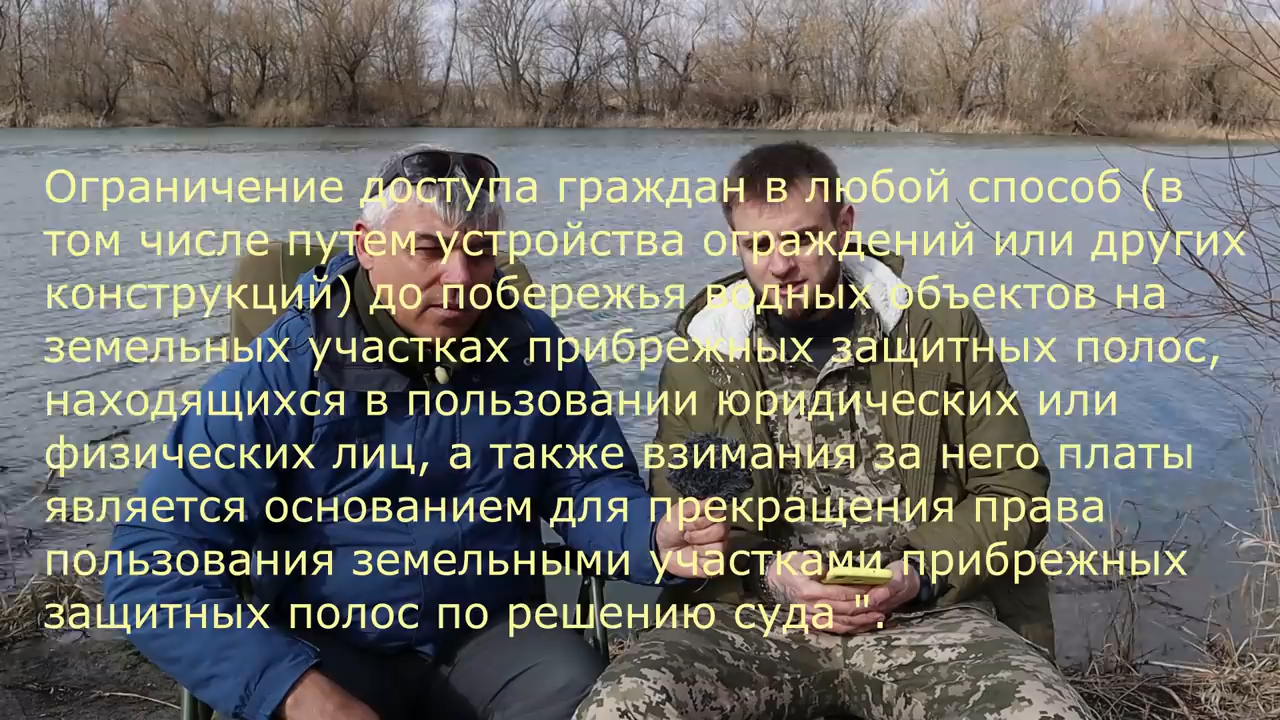 Ограничение доступа граждан в любой способ (в
том числе путем устройства ограждений или других
конструкций) до побережья водных объектов на
земельных участках прибрежных защитных полос,
находящихся в пользовании юридических или
физических лиц, а также взимания за него платы
является основанием для прекращения права
пользования земельными участками прибрежных
защитных полос по решению суда ".